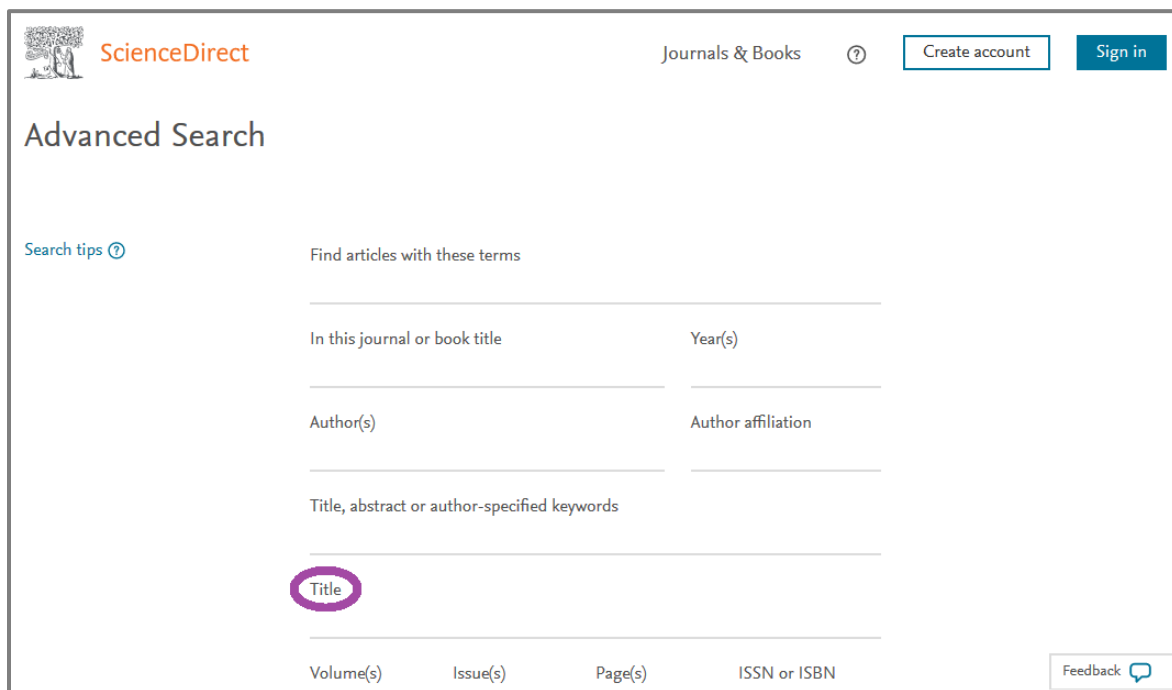 ScienceDirect
Journals & Books
?
Create account
Sign in
Advanced Search
Search tips ?
Find articles with these terms
In this journal or book title
Year(s)
Author(s)
Author affiliation
Title, abstract or author-specified keywords
Title
Volume(s)
Issue(s)
Page(s)
ISSN or ISBN
Feedback